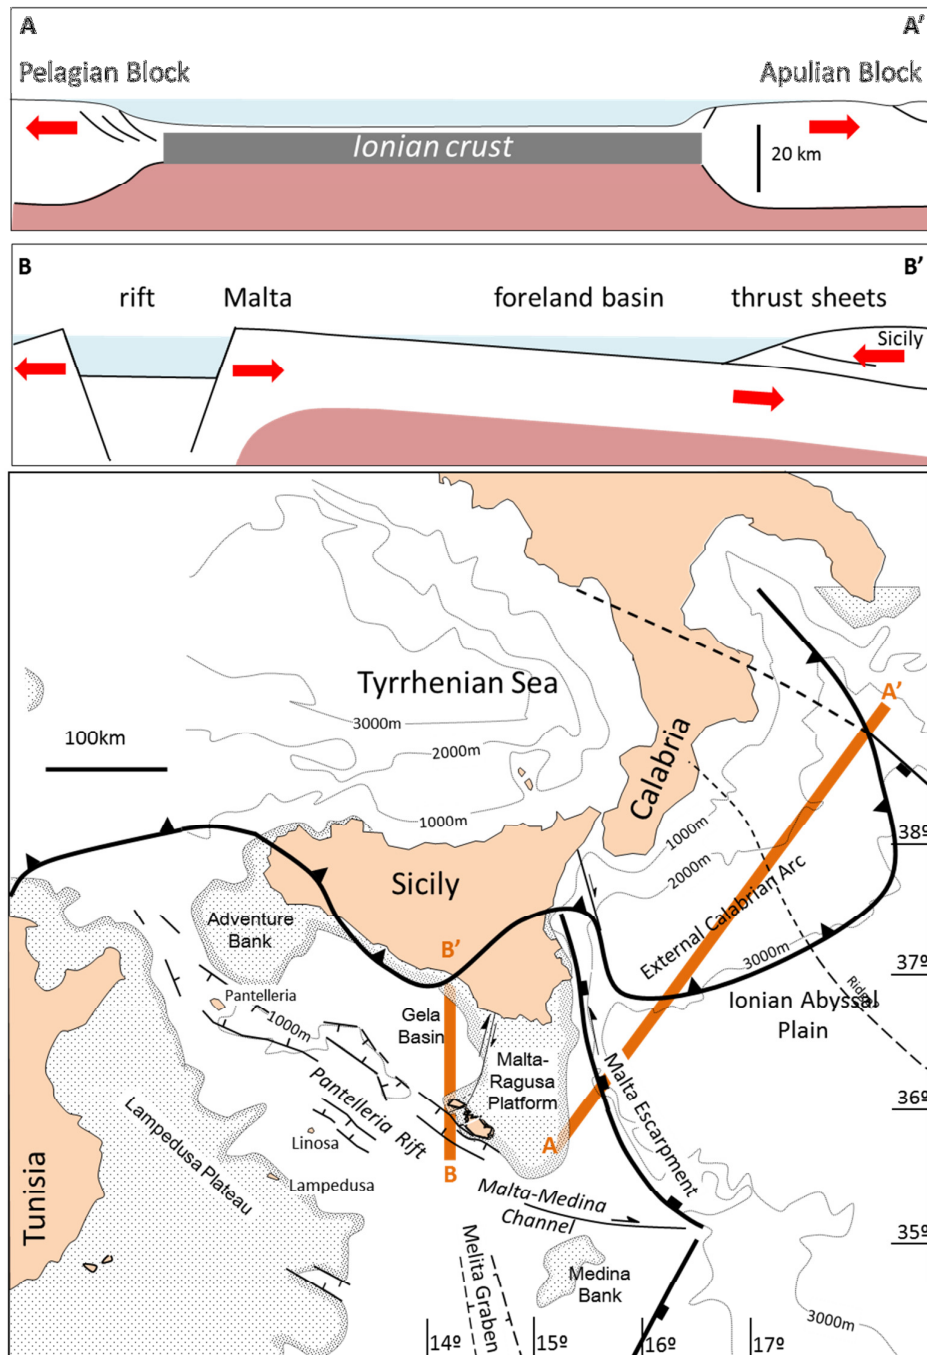 A
A'
Pelagian Block
Apulian Block
Ionian crust
20 km
B
B'
rift
Malta
foreland basin
thrust sheets
Sicily
Tyrrhenian Sea
3000m
2000m
1000m
100km
Calabria
A'
1000m
2000m
38º
Sicily
External Calabrian Arc
Adventure
Bank
B'
3000m
37º
Pantelleria
1000m
Gela
Basin
Ionian Abyssal
Plain
Ridge
Malta-
Ragusa
Platform
Malta Escarpment
36º
Pantelleria Rift
Linosa
A
B
Lampedusa
Lampedusa Plateau
Tunisia
Malta-Medina
Channel
35º
Melita Graben
Medina
Bank
3000m
14º
15º
16º
17º